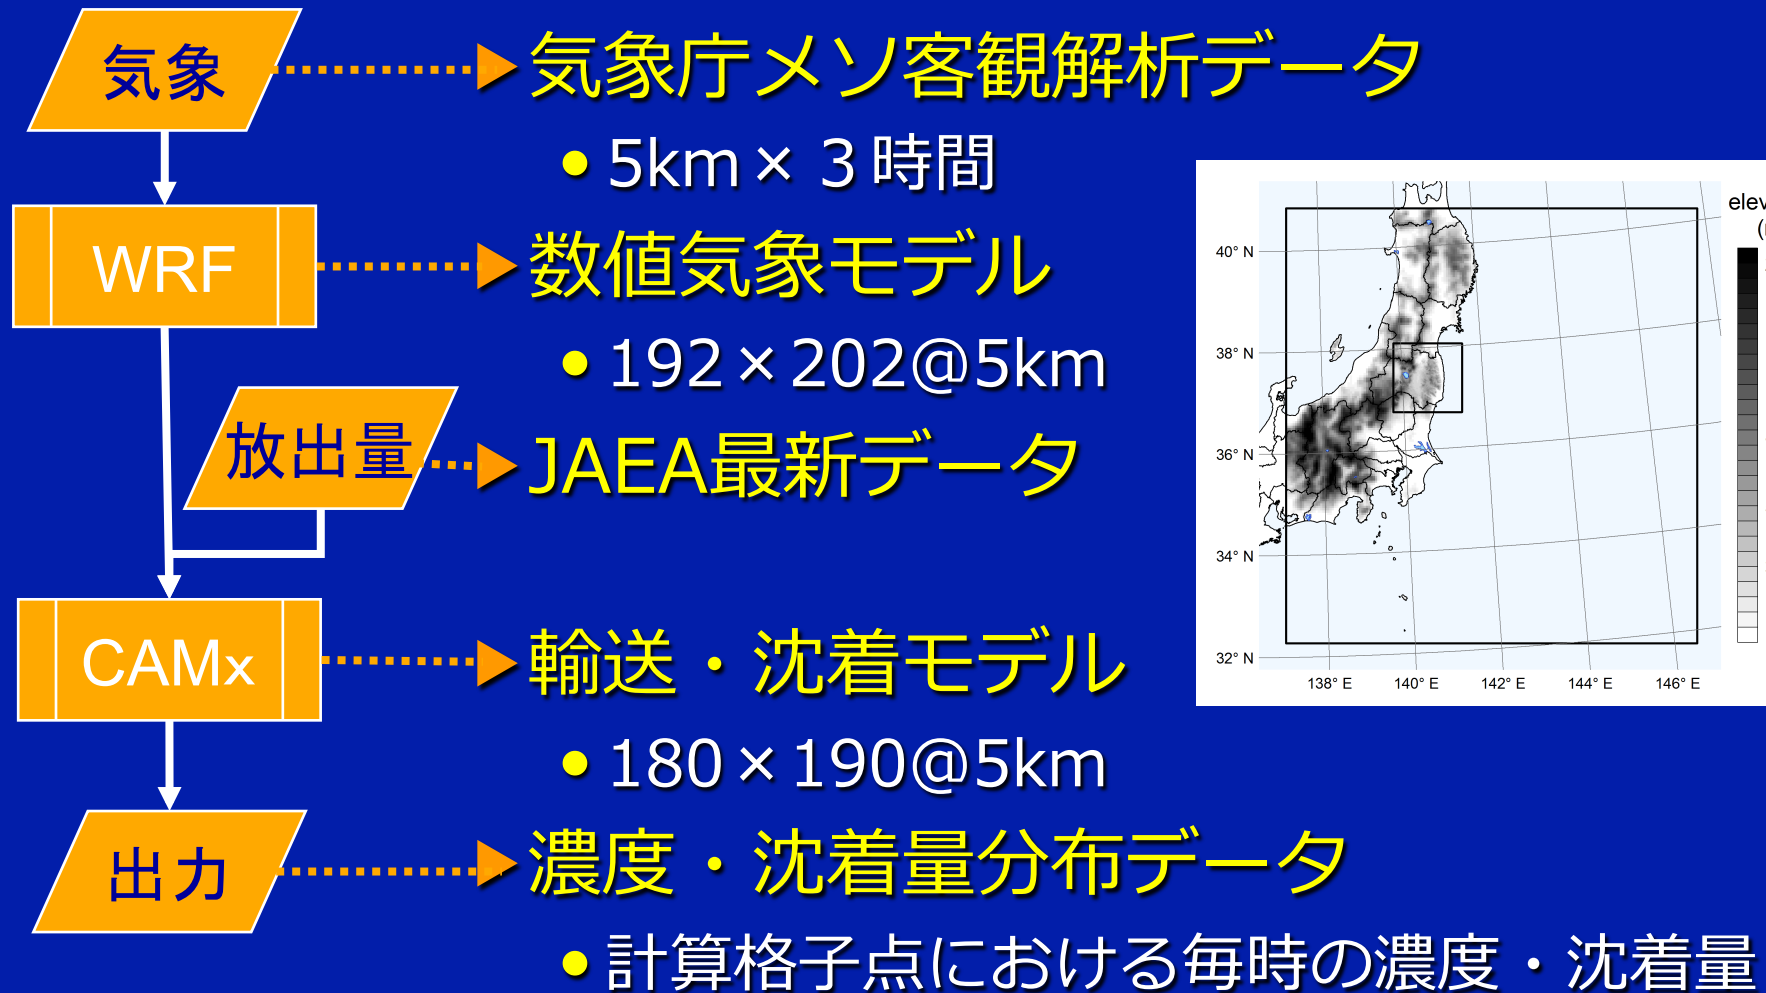 気象
気象庁メソ客観解析データ
5km×３時間
WRF
数値気象モデル
192×202@5km
放出量
JAEA最新データ
CAMx
輸送・沈着モデル
180×190@5km
出力
濃度・沈着量分布データ
計算格子点における毎時の濃度・沈着量
40° N
38° N
36° N
34° N
32° N
138° E 140° E 142° E 144° E 146° E